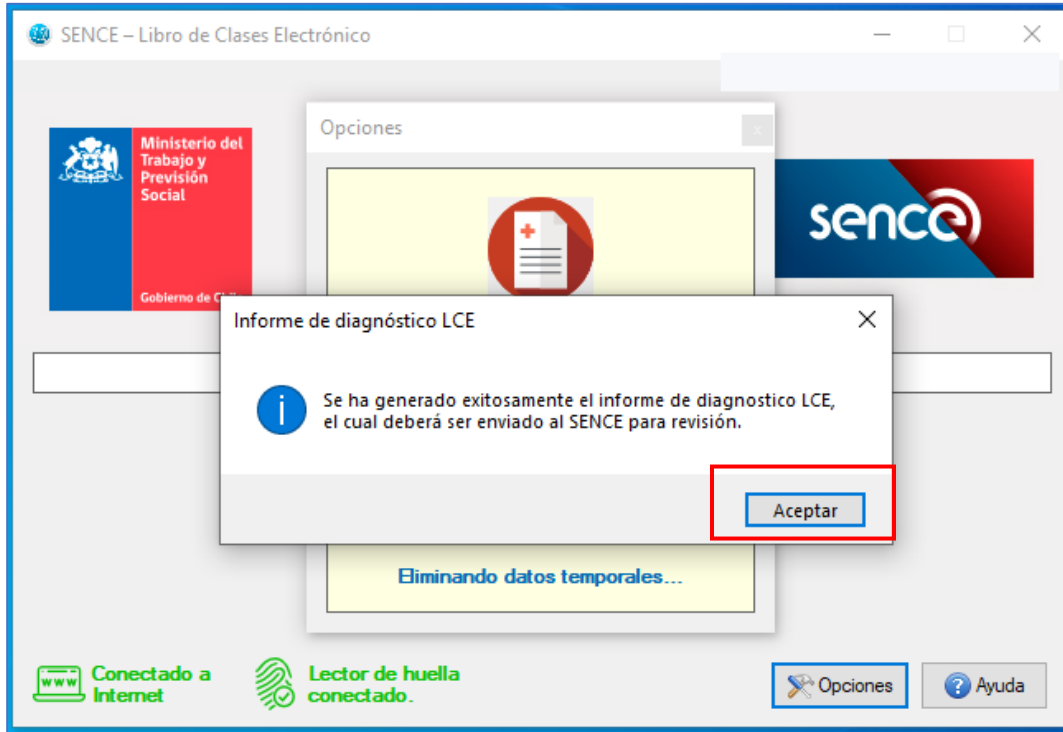 SENCE – Libro de Clases Electrónico
Opciones
Ministerio del
Trabajo y
Previsión
Social
Gobierno de
sence
Informe de diagnóstico LCE
Se ha generado exitosamente el informe de diagnostico LCE,
el cual deberá ser enviado al SENCE para revisión.
Aceptar
Eliminando datos temporales...
www
Conectado a
Internet
Lector de huella
conectado.
Opciones
Ayuda